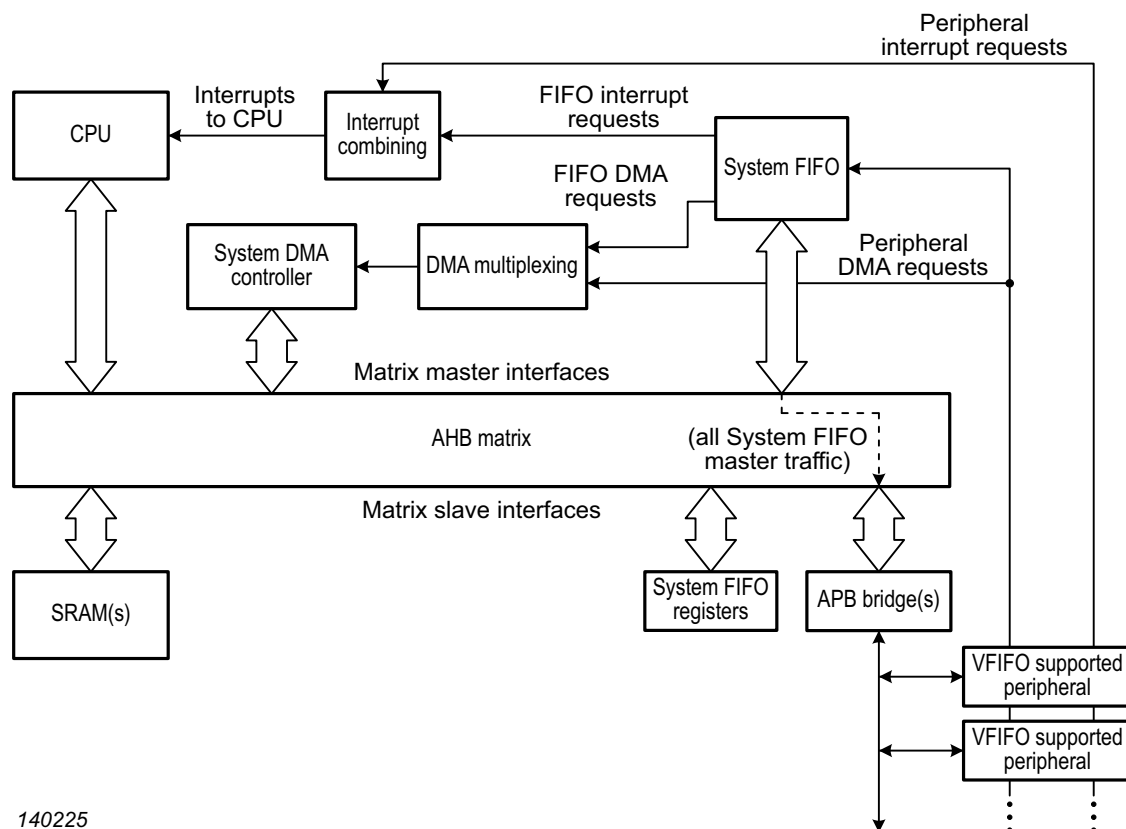 Peripheral
interrupt requests
Interrupts
to CPU
FIFO interrupt
requests
CPU
Interrupt
combining
System FIFO
FIFO DMA
requests
System DMA
controller
DMA multiplexing
Peripheral
DMA requests
Matrix master interfaces
AHB matrix
(all System FIFO
master traffic)
Matrix slave interfaces
SRAM(s)
System FIFO
registers
APB bridge(s)
VFIFO supported
peripheral
VFIFO supported
peripheral
140225